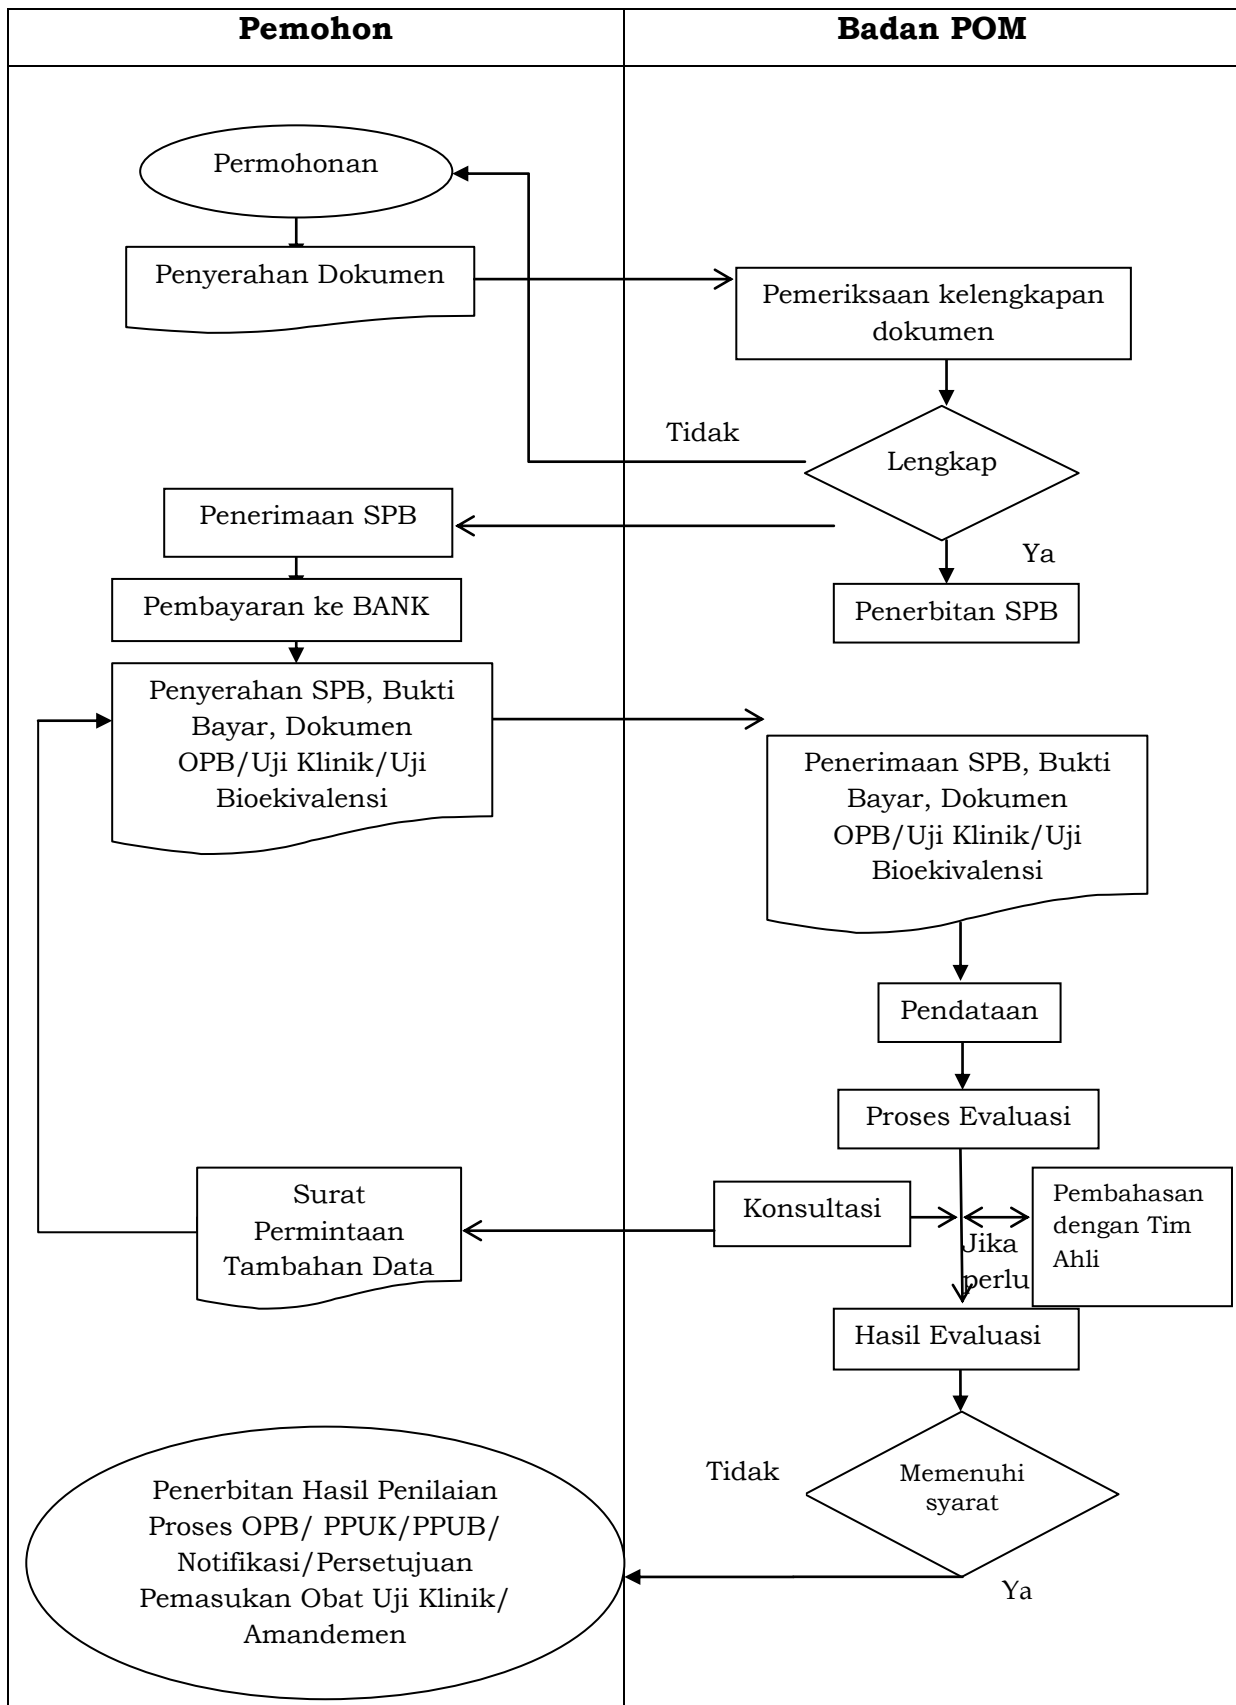 Pemohon
Badan POM
Permohonan
Penyerahan Dokumen
Pemeriksaan kelengkapan
dokumen
Tidak
Lengkap
Penerimaan SPB
Ya
Pembayaran ke BANK
Penerbitan SPB
Penyerahan SPB, Bukti
Bayar, Dokumen
OPB/Uji Klinik/Uji
Bioekivalensi
Penerimaan SPB, Bukti
Bayar, Dokumen
OPB/Uji Klinik/Uji
Bioekivalensi
Pendataan
Proses Evaluasi
Surat
Permintaan
Tambahan Data
Konsultasi
Jika
perlu
Pembahasan
dengan Tim
Ahli
Hasil Evaluasi
Tidak
Memenuhi
syarat
Ya
Penerbitan Hasil Penilaian
Proses OPB/ PPUK/PPUB/
Notifikasi/Persetujuan
Pemasukan Obat Uji Klinik/
Amandemen